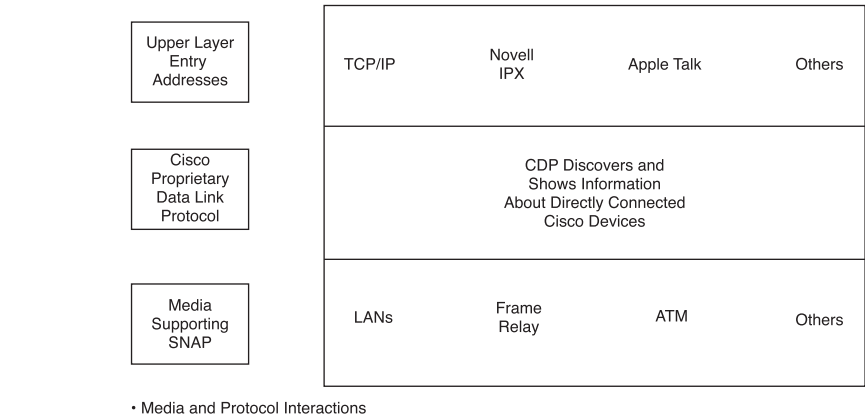 Upper Layer
Entry
Addresses
TCP/IP
Novell
IPX
Apple Talk
Others
Cisco
Proprietary
Data Link
Protocol
CDP Discovers and
Shows Information
About Directly Connected
Cisco Devices
Media
Supporting
SNAP
LANs
Frame
Relay
ATM
Others
• Media and Protocol Interactions